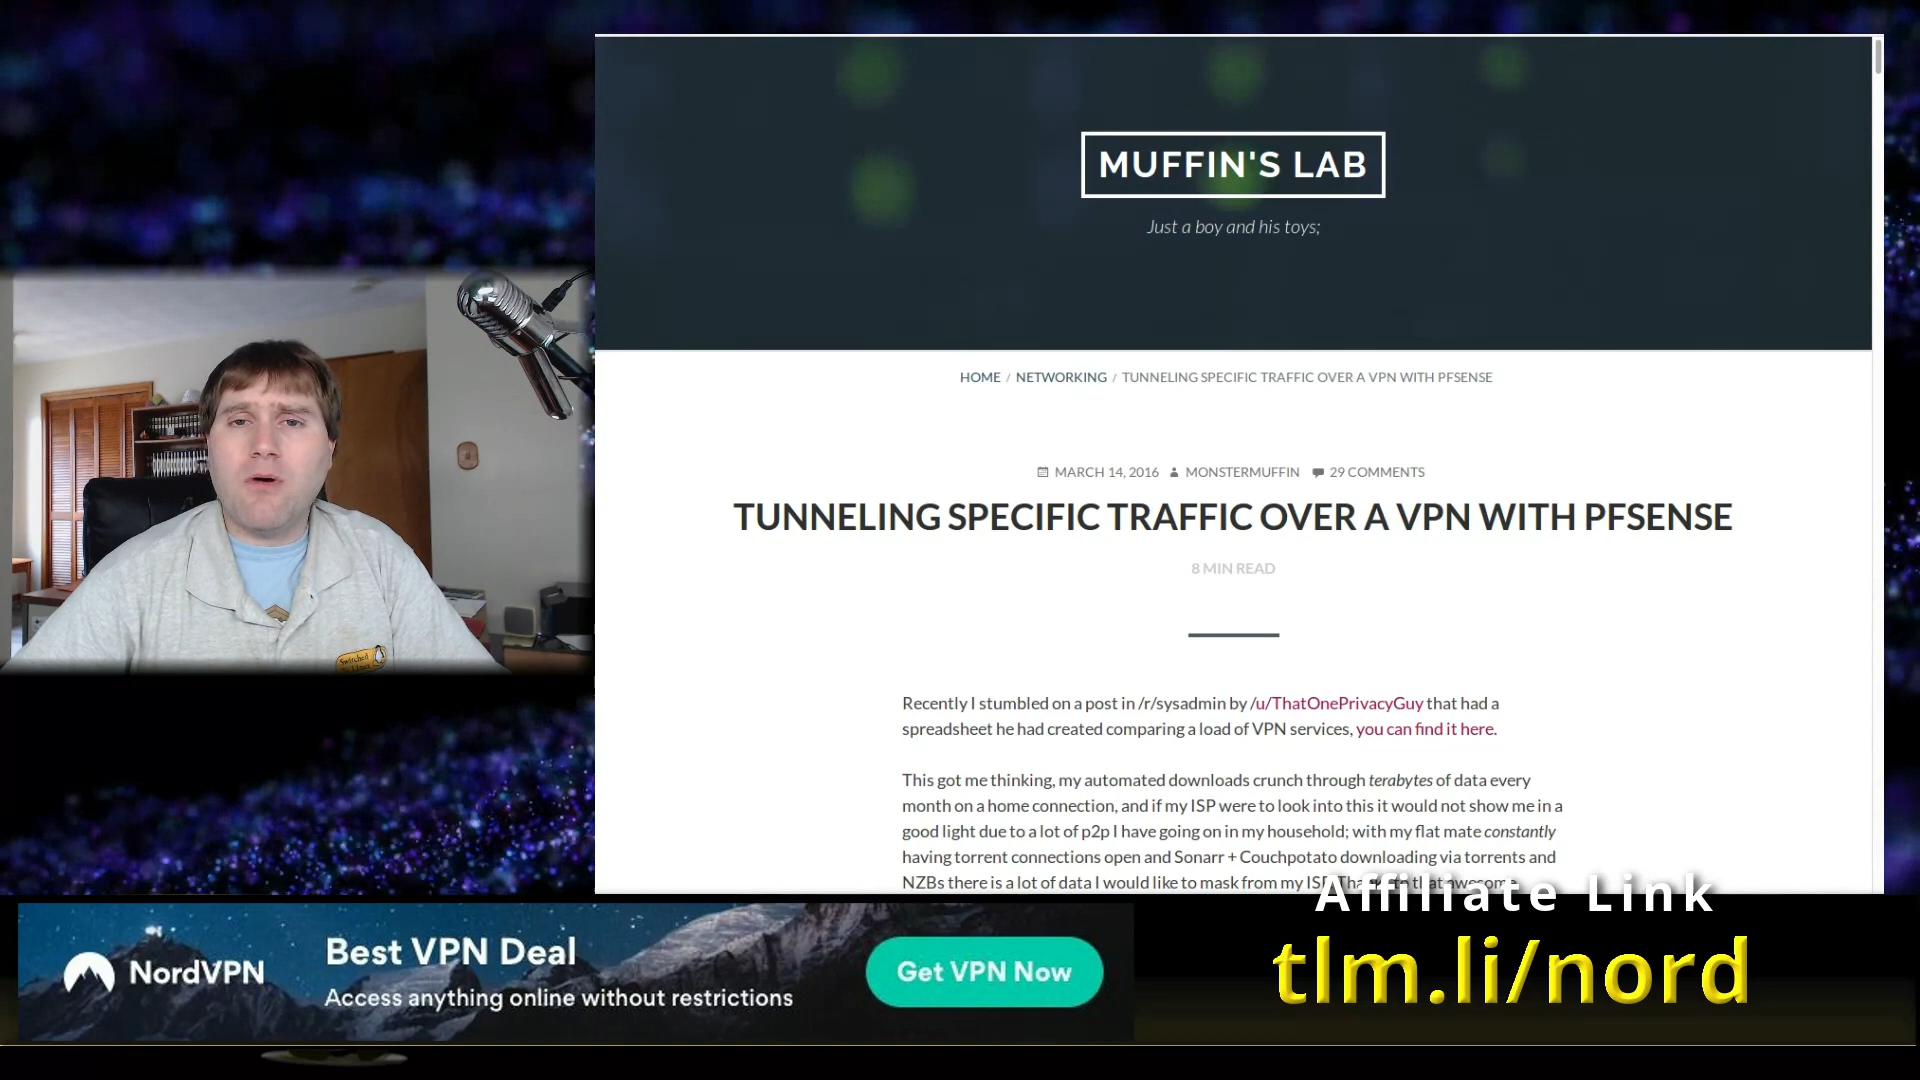 MUFFIN'S LAB
Just a boy and his toys;
HOME / NETWORKING / TUNNELING SPECIFIC TRAFFIC OVER A VPN WITH PFSENSE
MARCH 14, 2016 MONSTERMUFFIN 29 COMMENTS
TUNNELING SPECIFIC TRAFFIC OVER A VPN WITH PFSENSE
8 MIN READ
Recently I stumbled on a post in /r/sysadmin by /u/ThatOnePrivacyGuy that had a
spreadsheet he had created comparing a load of VPN services, you can find it here.
This got me thinking, my automated downloads crunch through terabytes of data every
month on a home connection, and if my ISP were to look into this it would not show me in a
good light due to a lot of p2p I have going on in my household; with my flat mate constantly
having torrent connections open and Sonarr + Couchpotato downloading via torrents and
NZBs there is a lot of data I would like to mask from my ISP.
Switched
Affiliate Link
tlm.li/nord
NordVPN
Best VPN Deal
Access anything online without restrictions
Get VPN Now